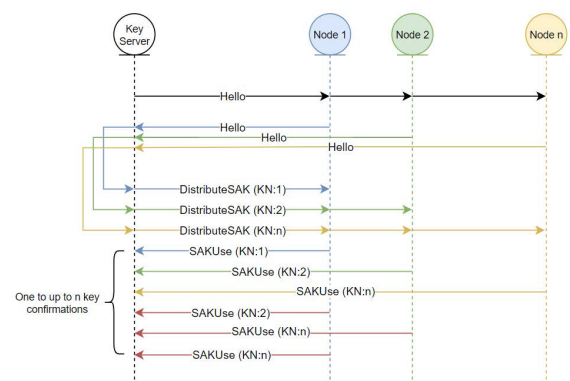 Key
Server
Node 1
Node 2
Node n
Hello
Hello
Hello
Hello
DistributeSAK (KN:1)
DistributeSAK (KN:2)
DistributeSAK (KN:n)
SAKUse (KN:1)
SAKUse (KN:2)
SAKUse (KN:n)
One to up to n key
confirmations
SAKUse (KN:2)
SAKUse (KN:n)
SAKUse (KN:n)